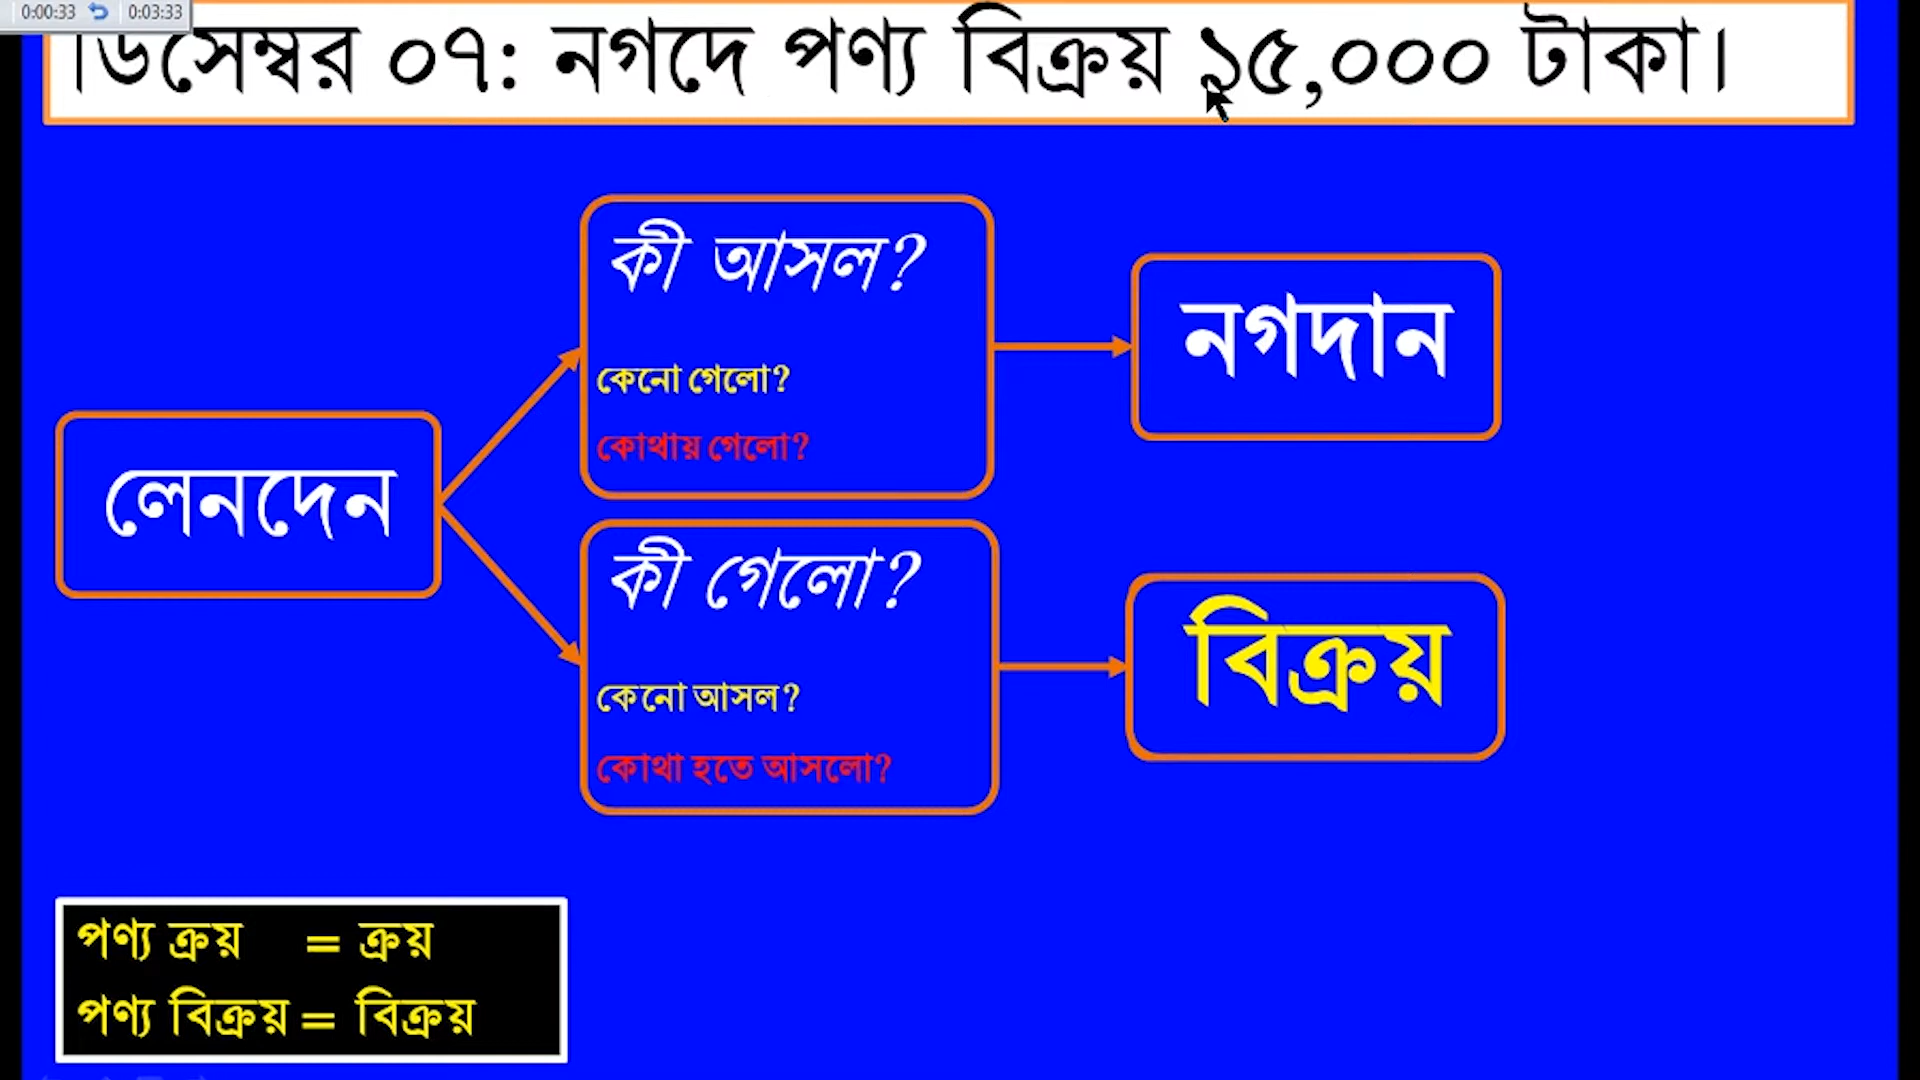 0:00:33 0:03:33
ডিসেম্বর ০৭: নগদে পণ্য বিক্রয় ১৫,০০০ টাকা।
কী আসল?
কেনো গেলো?
কোথায় গেলো?
নগদান
লেনদেন
কী গেলো?
কেনো আসল?
কোথা হতে আসলো?
বিক্রয়
পণ্য ক্রয় = ক্রয়
পণ্য বিক্রয় = বিক্রয়